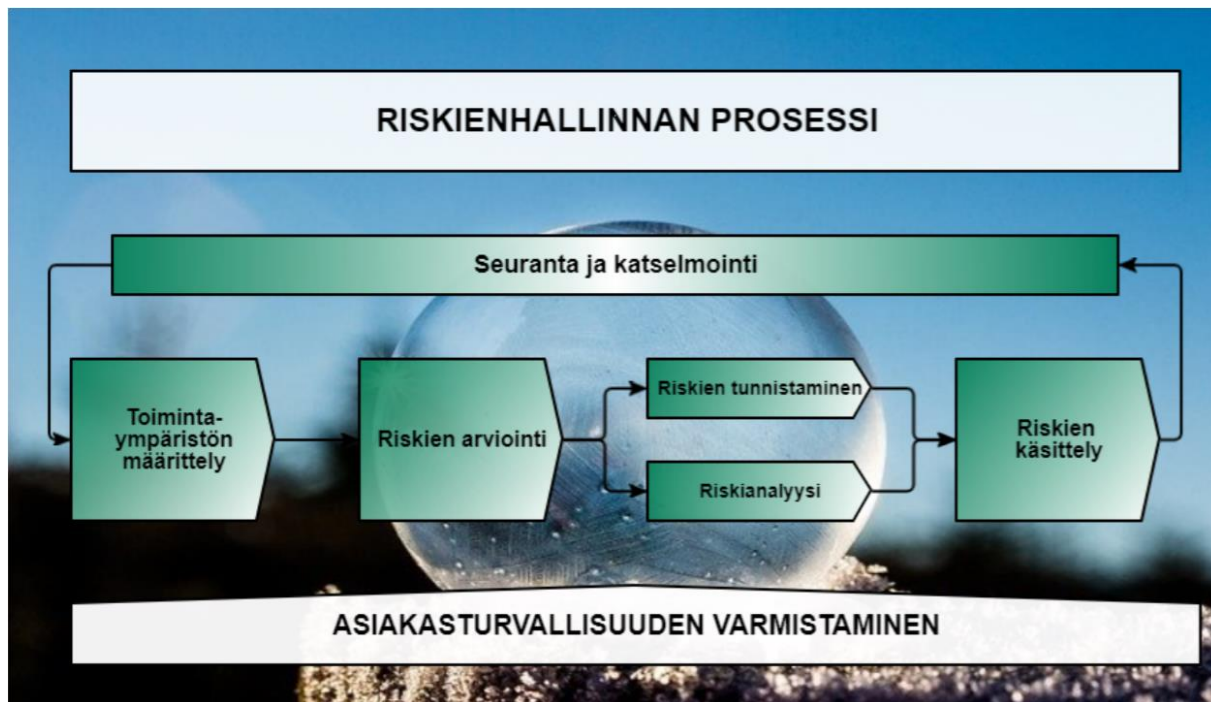 RISKIENHALLINNAN PROSESSI
Seuranta ja katselmointi
Toiminta-
ympäristön
määrittely
Riskien arviointi
Riskien tunnistaminen
Riskianalyysi
Riskien
käsittely
ASIAKASTURVALLISUUDEN VARMISTAMINEN